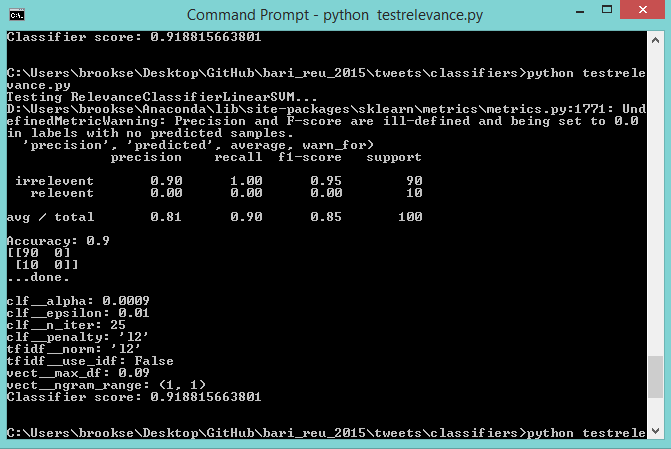 Command Prompt - python  testrelevance.py
Classifier score: 0.918815663801
C:\Users\brookse\Desktop\GitHub\bari_reu_2015\tweets\classifiers>python testrele
vance.py
Testing RelevanceClassifierLinearSVM...
D:\Users\brookse\Anaconda\lib\site-packages\sklearn\metrics\metrics.py:1771: Und
efinedMetricWarning: Precision and F-score are ill-defined and being set to 0.0
in labels with no predicted samples.
  'precision', 'predicted', average, warn_for)
             precision    recall  f1-score   support
 irrelevent       0.90      1.00      0.95        90
   relevent       0.00      0.00      0.00        10
avg / total       0.81      0.90      0.85       100
Accuracy: 0.9
[[90  0]
 [10  0]]
...done.
clf__alpha: 0.0009
clf__epsilon: 0.01
clf__n_iter: 25
clf__penalty: 'l2'
tfidf__norm: 'l2'
tfidf__use_idf: False
vect__max_df: 0.09
vect__ngram_range: (1, 1)
Classifier score: 0.918815663801
C:\Users\brookse\Desktop\GitHub\bari_reu_2015\tweets\classifiers>python testrele